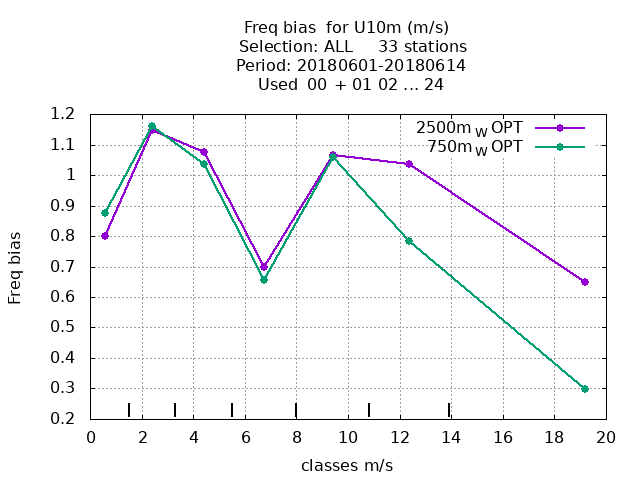 Freq bias  for U10m (m/s)
Selection: ALL     33 stations
Period: 20180601-20180614
Used  00  + 01 02 ... 24
2500m W OPT
750m W OPT
Freq bias
1.2
1.1
1
0.9
0.8
0.7
0.6
0.5
0.4
0.3
0.2
0 2 4 6 8 10 12 14 16 18 20
classes m/s